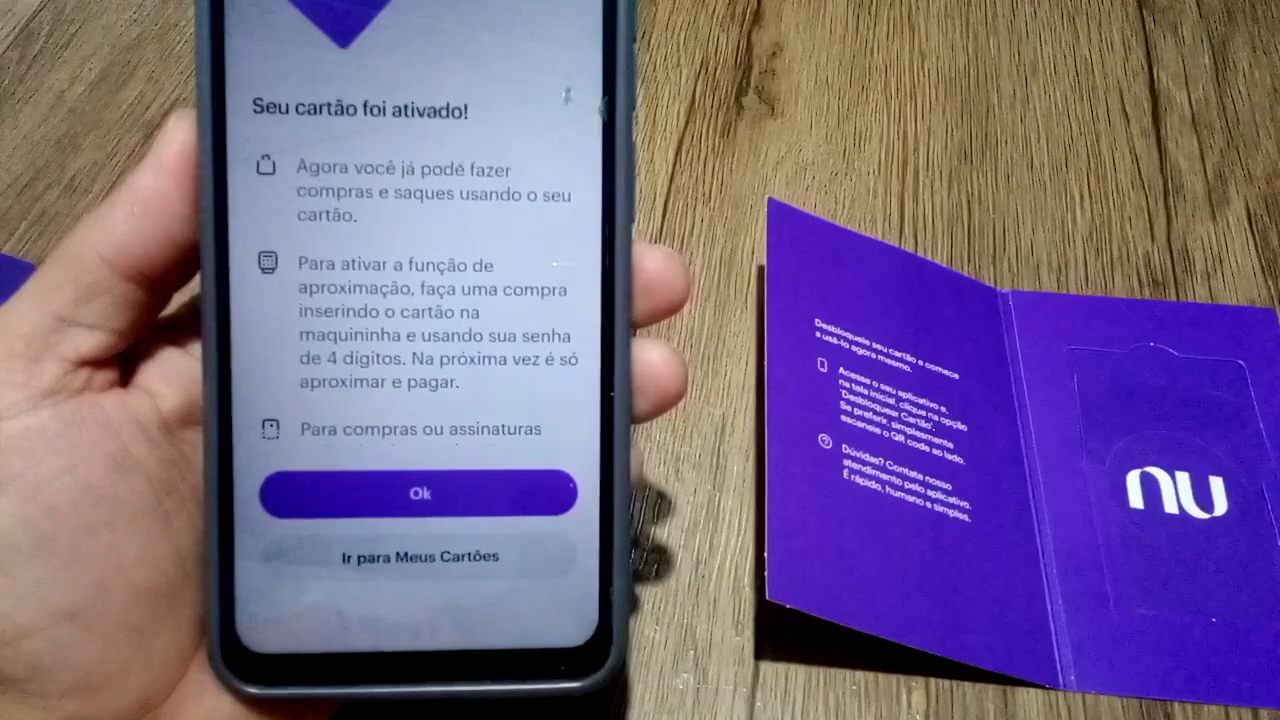 Seu cartão foi ativado!
Agora você já pode fazer
compras e saques usando o seu
cartão.
Para ativar a função de
aproximação, faça uma compra
inserindo o cartão na
maquininha e usando sua senha
de 4 dígitos. Na próxima vez é só
aproximar e pagar.
Para compras ou assinaturas
Ok
Ir para Meus Cartões
Desbloqueie seu cartão e comece
a usá-lo agora mesmo.
Acesse o seu aplicativo e,
na tela inicial, clique na opção
'Desbloquear Cartão'.
Se preferir, simplesmente
escaneie o QR code ao lado.
Dúvidas? Contate nosso
atendimento pelo aplicativo.
É rápido, humano e simples.
nu